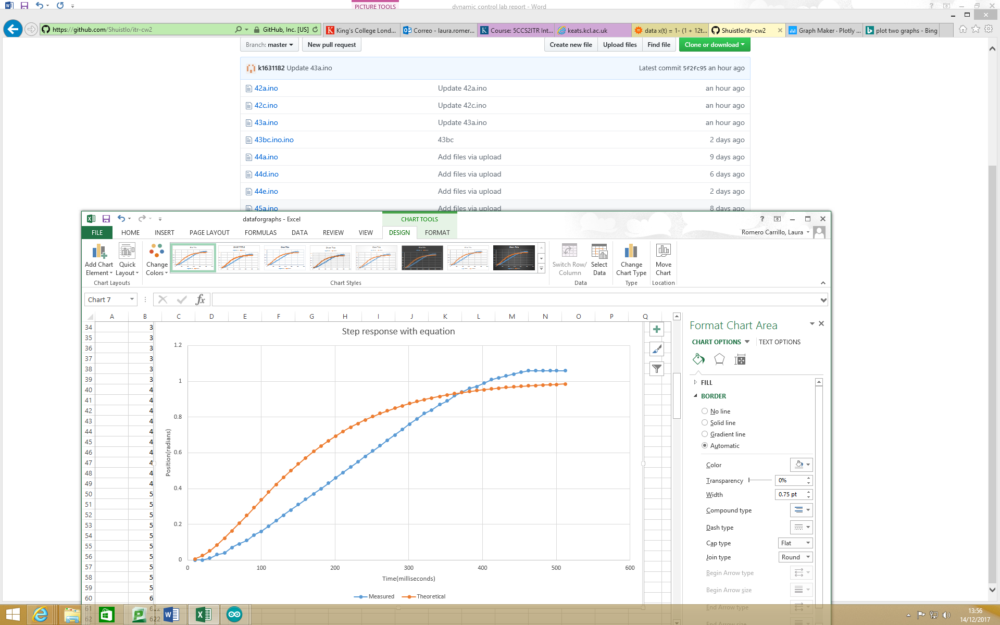 PICTURE TOOLS
dynamic control lab report - Word
https://github.com/Shuistlo/itr-cw2
GitHub, Inc. [US]
King's College Lond...
Correo - laura.romer...
Course: 5CCS2ITR Int...
keats.kcl.ac.uk
data x(t) = 1- (1 + 12t...
Shuistlo/itr-cw2
Graph Maker · Plotly ...
plot two graphs - Bing
Branch: master
New pull request
Create new file
Upload files
Find file
Clone or download
k1631182 Update 43a.ino
Latest commit 5f2fc95 an hour ago
42a.ino Update 42a.ino an hour ago
42c.ino Update 42c.ino an hour ago
43a.ino Update 43a.ino an hour ago
43bc.ino.ino 43bc 2 days ago
44a.ino Add files via upload 9 days ago
44d.ino Add files via upload 6 days ago
44e.ino Add files via upload 2 days ago
45a.ino Add files via upload 8 days ago
dataforgraphs - Excel
CHART TOOLS
FILE HOME INSERT PAGE LAYOUT FORMULAS DATA REVIEW VIEW DESIGN FORMAT
Romero Carrillo, Laura
Add Chart Element
Quick Layout
Change Colors
Switch Row/ Column
Select Data
Change Chart Type
Move Chart
Chart Layouts
Chart Styles
Data
Type
Location
Chart 7
fx
A B C D E F G H I J K L M N O P Q
34 3
35 3
36 3
37 3
38 3
39 3
40 4
41 4
42 4
43 4
44 4
45 4
46 4
47 4
48 4
49 4
50 5
51 5
52 5
53 5
54 5
55 5
56 5
57 5
58 5
59 5
60 6
61 612
62 622
Step response with equation
1.2
1
0.8
0.6
0.4
0.2
0
Position(radians)
0 100 200 300 400 500 600
Time(milliseconds)
Measured
Theoretical
Format Chart Area
CHART OPTIONS
TEXT OPTIONS
FILL
BORDER
No line
Solid line
Gradient line
Automatic
Color
Transparency 0%
Width 0.75 pt
Compound type
Dash type
Cap type Flat
Join type Round
Begin Arrow type
Begin Arrow size
End Arrow type
End Arrow size
13:56
14/12/2017